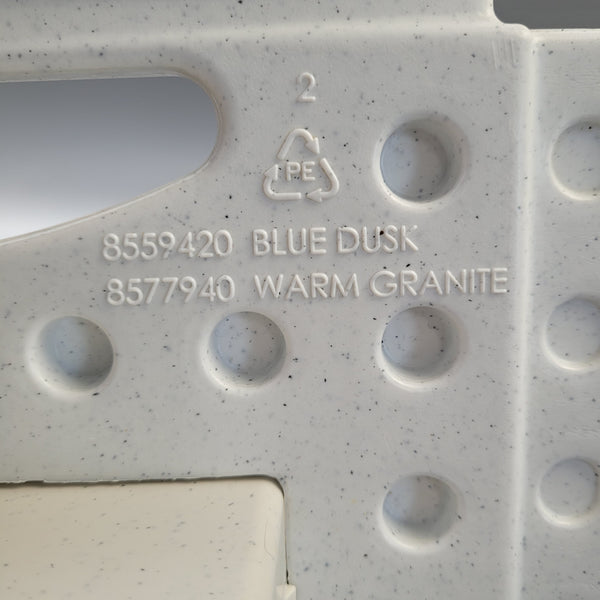 2
PE
8559420 BLUE DUSK
8577940 WARM GRANITE